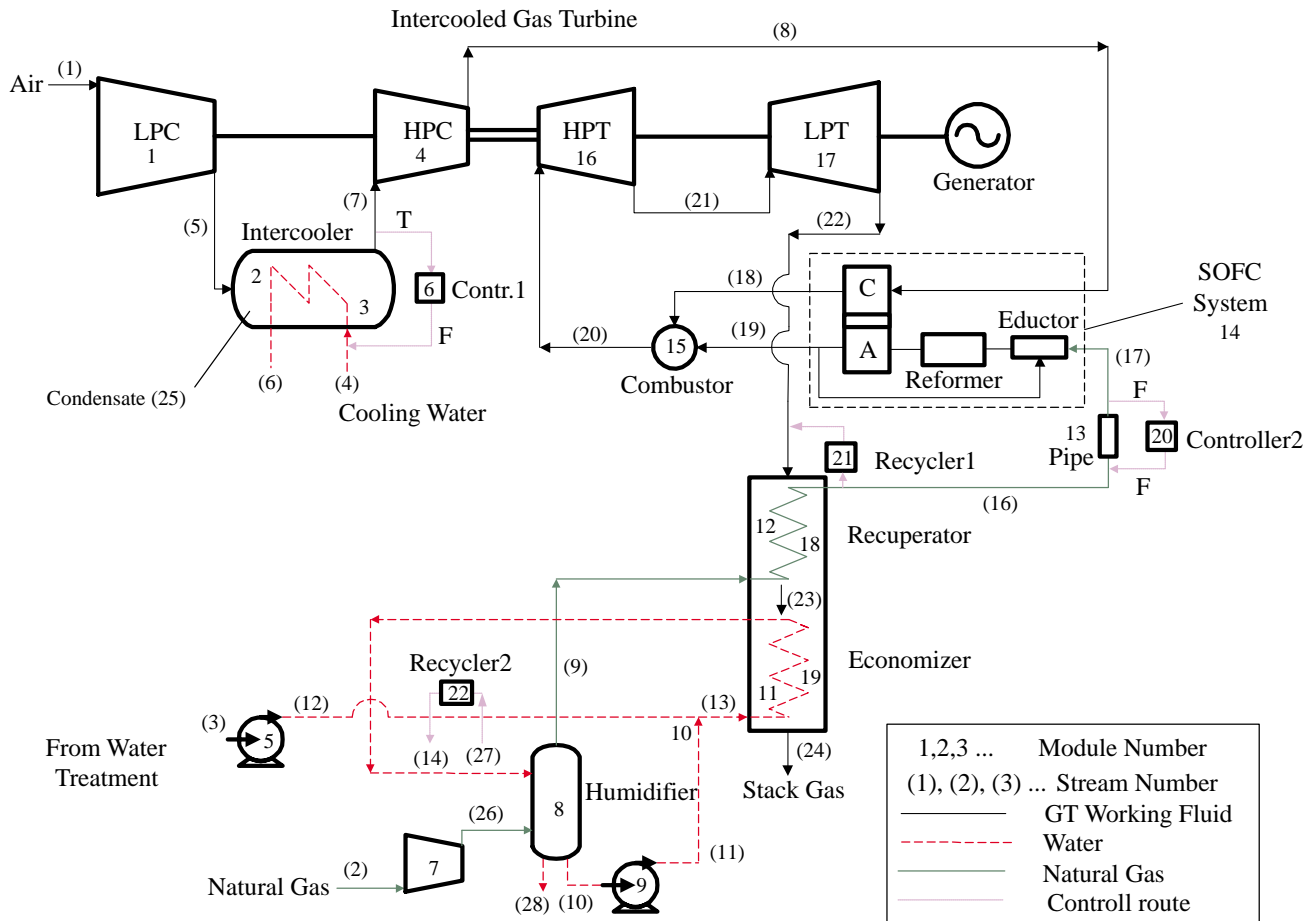 Intercooled Gas Turbine
(8)
(1)
Air
LPC
1
HPC
4
HPT
16
LPT
17
Generator
(5)
(7)
T
(21)
(22)
Intercooler
2
3
6
Contr.1
F
(6)
(4)
Cooling Water
Condensate (25)
(18)
C
(19)
A
(20)
15
Combustor
Reformer
Eductor
(17)
SOFC
System
14
F
13
Pipe
20
Controller2
F
21
Recycler1
(16)
12
18
Recuperator
(23)
Economizer
11
19
(9)
Recycler2
22
(12)
(13)
10
(3)
5
(14)
(27)
From Water
Treatment
(24)
Stack Gas
Humidifier
8
(26)
7
(2)
Natural Gas
(28)
(10)
9
(11)
1,2,3 ... Module Number
(1), (2), (3) ... Stream Number
GT Working Fluid
Water
Natural Gas
Controll route